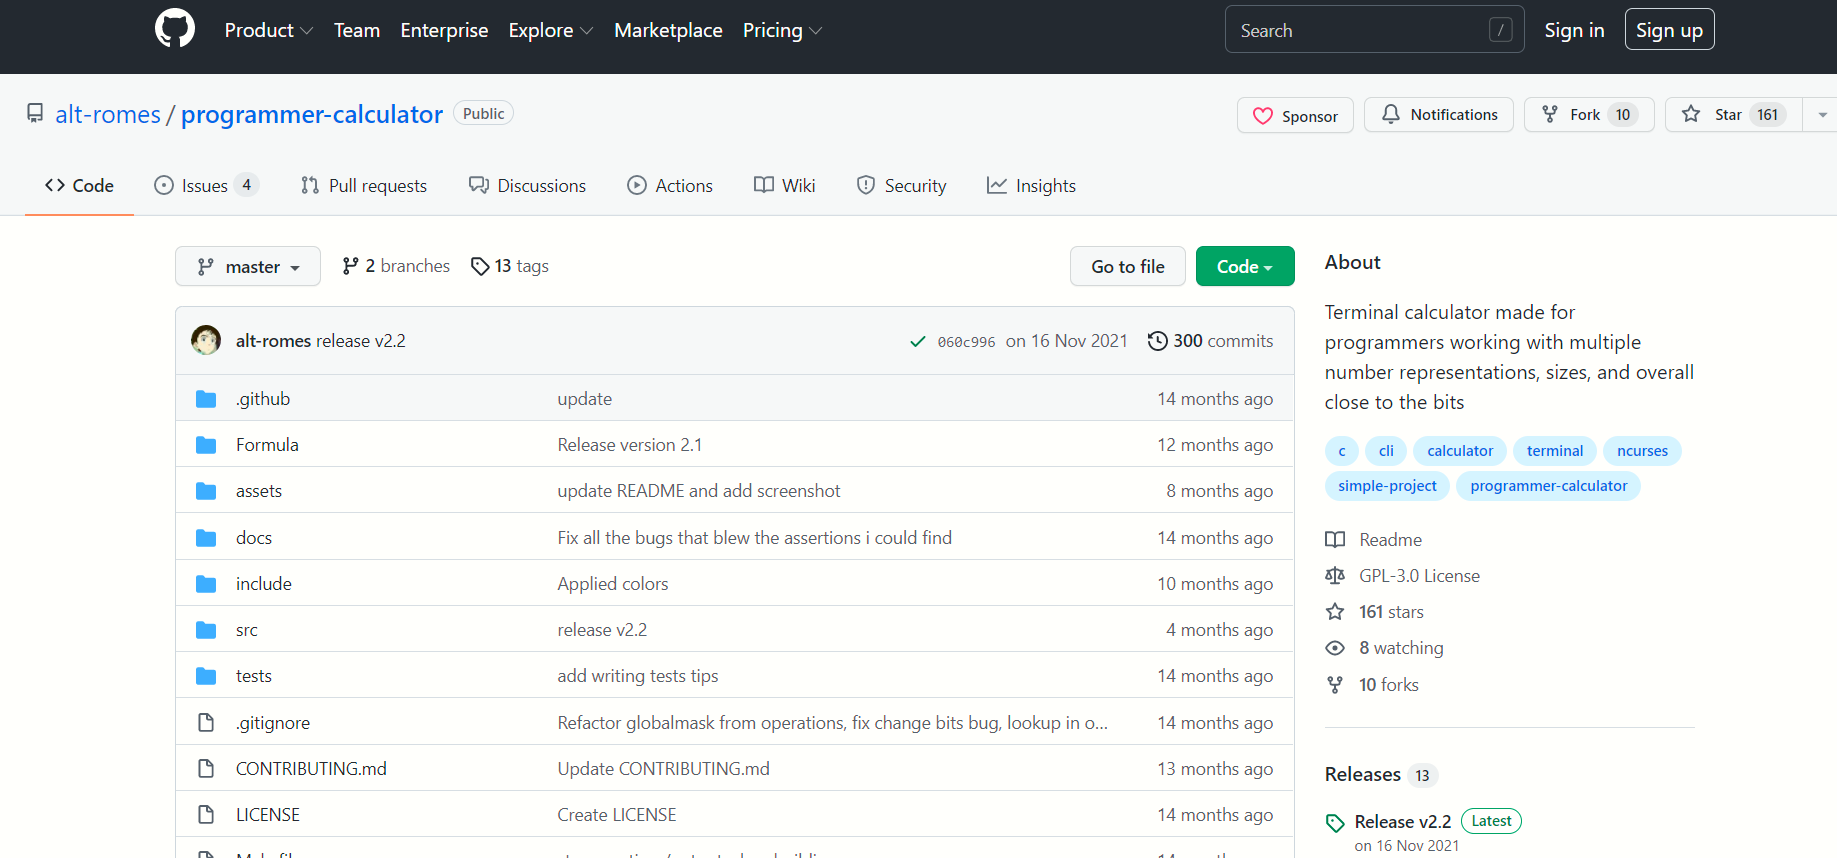 Product Team Enterprise Explore Marketplace Pricing Search / Sign in Sign up
alt-romes / programmer-calculator Public Sponsor Notifications Fork 10 Star 161
Code Issues 4 Pull requests Discussions Actions Wiki Security Insights
master 2 branches 13 tags Go to file Code
alt-romes release v2.2 060c996 on 16 Nov 2021 300 commits
.github update 14 months ago
Formula Release version 2.1 12 months ago
assets update README and add screenshot 8 months ago
docs Fix all the bugs that blew the assertions i could find 14 months ago
include Applied colors 10 months ago
src release v2.2 4 months ago
tests add writing tests tips 14 months ago
.gitignore Refactor globalmask from operations, fix change bits bug, lookup in o... 14 months ago
CONTRIBUTING.md Update CONTRIBUTING.md 13 months ago
LICENSE Create LICENSE 14 months ago
About
Terminal calculator made for
programmers working with multiple
number representations, sizes, and overall
close to the bits
c cli calculator terminal ncurses
simple-project programmer-calculator
Readme
GPL-3.0 License
161 stars
8 watching
10 forks
Releases 13
Release v2.2 Latest
on 16 Nov 2021